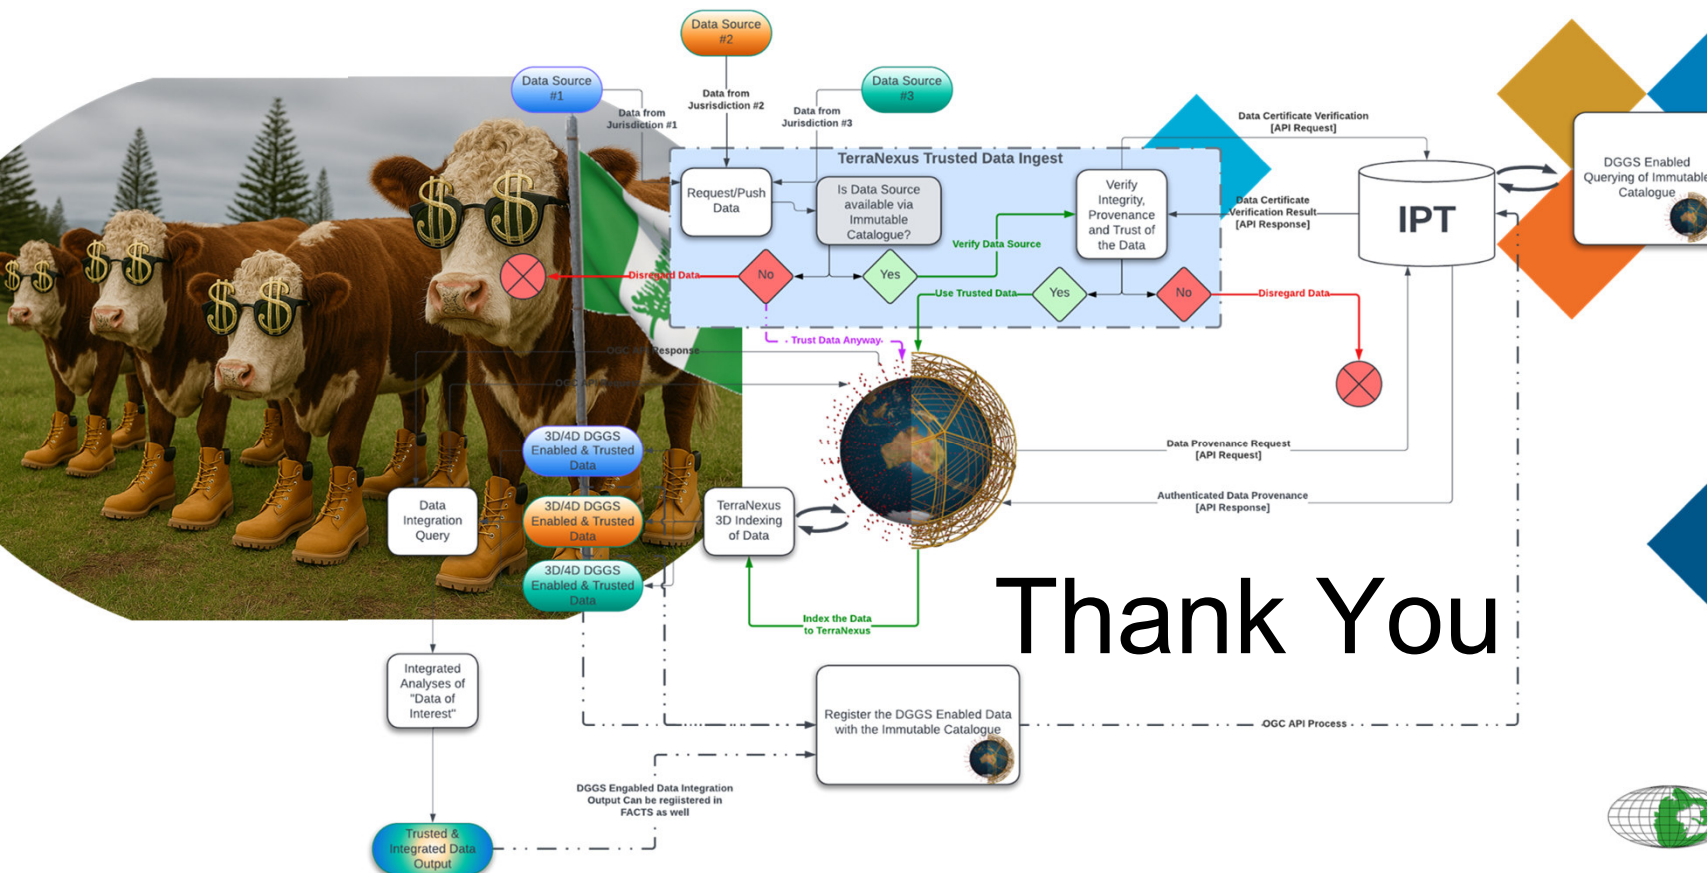 Data Source
#2
Data Source
#1
Data Source
#3
Data from
Jusrisdiction #2
Data from
Jurisdiction #1
Data from
Jurisdiction #3
Data Certificate Verification
[API Request]
TerraNexus Trusted Data Ingest
Request/Push
Data
Is Data Source
available via
Immutable
Catalogue?
Verify
Integrity,
Provenance
and Trust of
the Data
DGGS Enabled
Querying of Immutable
Catalogue
IPT
Data Certificate
Verification Result
[API Response]
Verify Data Source
Disregard Data
No
Yes
Use Trusted Data
Yes
No
Disregard Data
Trust Data Anyway
OGC API Response
OGC API Request
3D/4D DGGS
Enabled & Trusted
Data
Data Provenance Request
[API Request]
Data
Integration
Query
3D/4D DGGS
Enabled & Trusted
Data
TerraNexus
3D Indexing
of Data
Authenticated Data Provenance
[API Response]
3D/4D DGGS
Enabled & Trusted
Data
Index the Data
to TerraNexus
Thank You
Integrated
Analyses of
"Data of
Interest"
Register the DGGS Enabled Data
with the Immutable Catalogue
OGC API Process
DGGS Engabled Data Integration
Output Can be regiistered in
FACTS as well
Trusted &
Integrated Data
Output